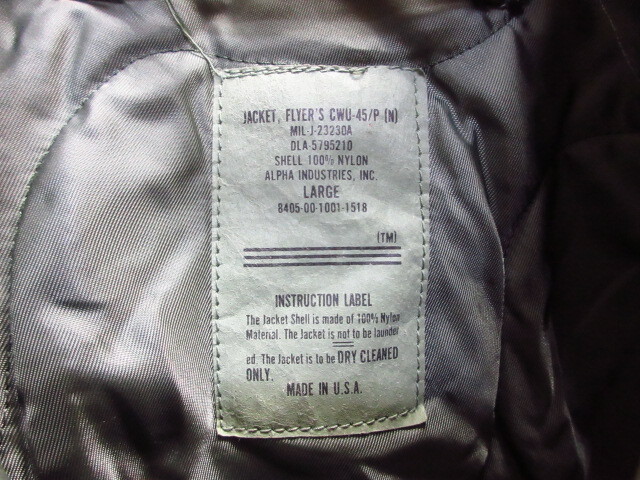 JACKET, FLYER'S CWU-45/P (N)
MIL-J-23230A
DLA-5795210
SHELL 100% NYLON
ALPHA INDUSTRIES, INC.
LARGE
8405-00-1001-1518
(TM)
INSTRUCTION LABEL
The Jacket Shell is made of 100% Nylon
Material. The Jacket is not to be launder
ed. The Jacket is to be DRY CLEANED
ONLY.
MADE IN U.S.A.